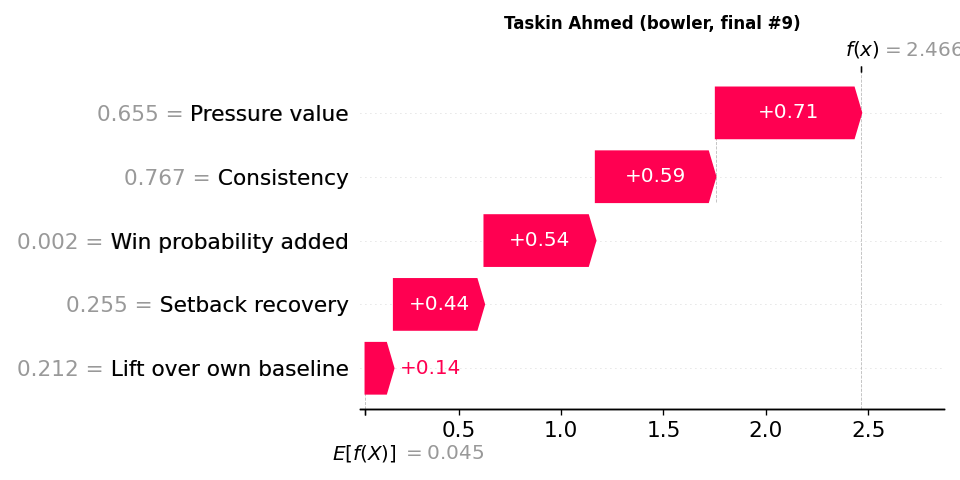 Taskin Ahmed (bowler, final #9)
f(x) = 2.466
0.655 = Pressure value
+0.71
0.767 = Consistency
+0.59
0.002 = Win probability added
+0.54
0.255 = Setback recovery
+0.44
0.212 = Lift over own baseline
+0.14
0.5 1.0 1.5 2.0 2.5
E[f(X)] = 0.045